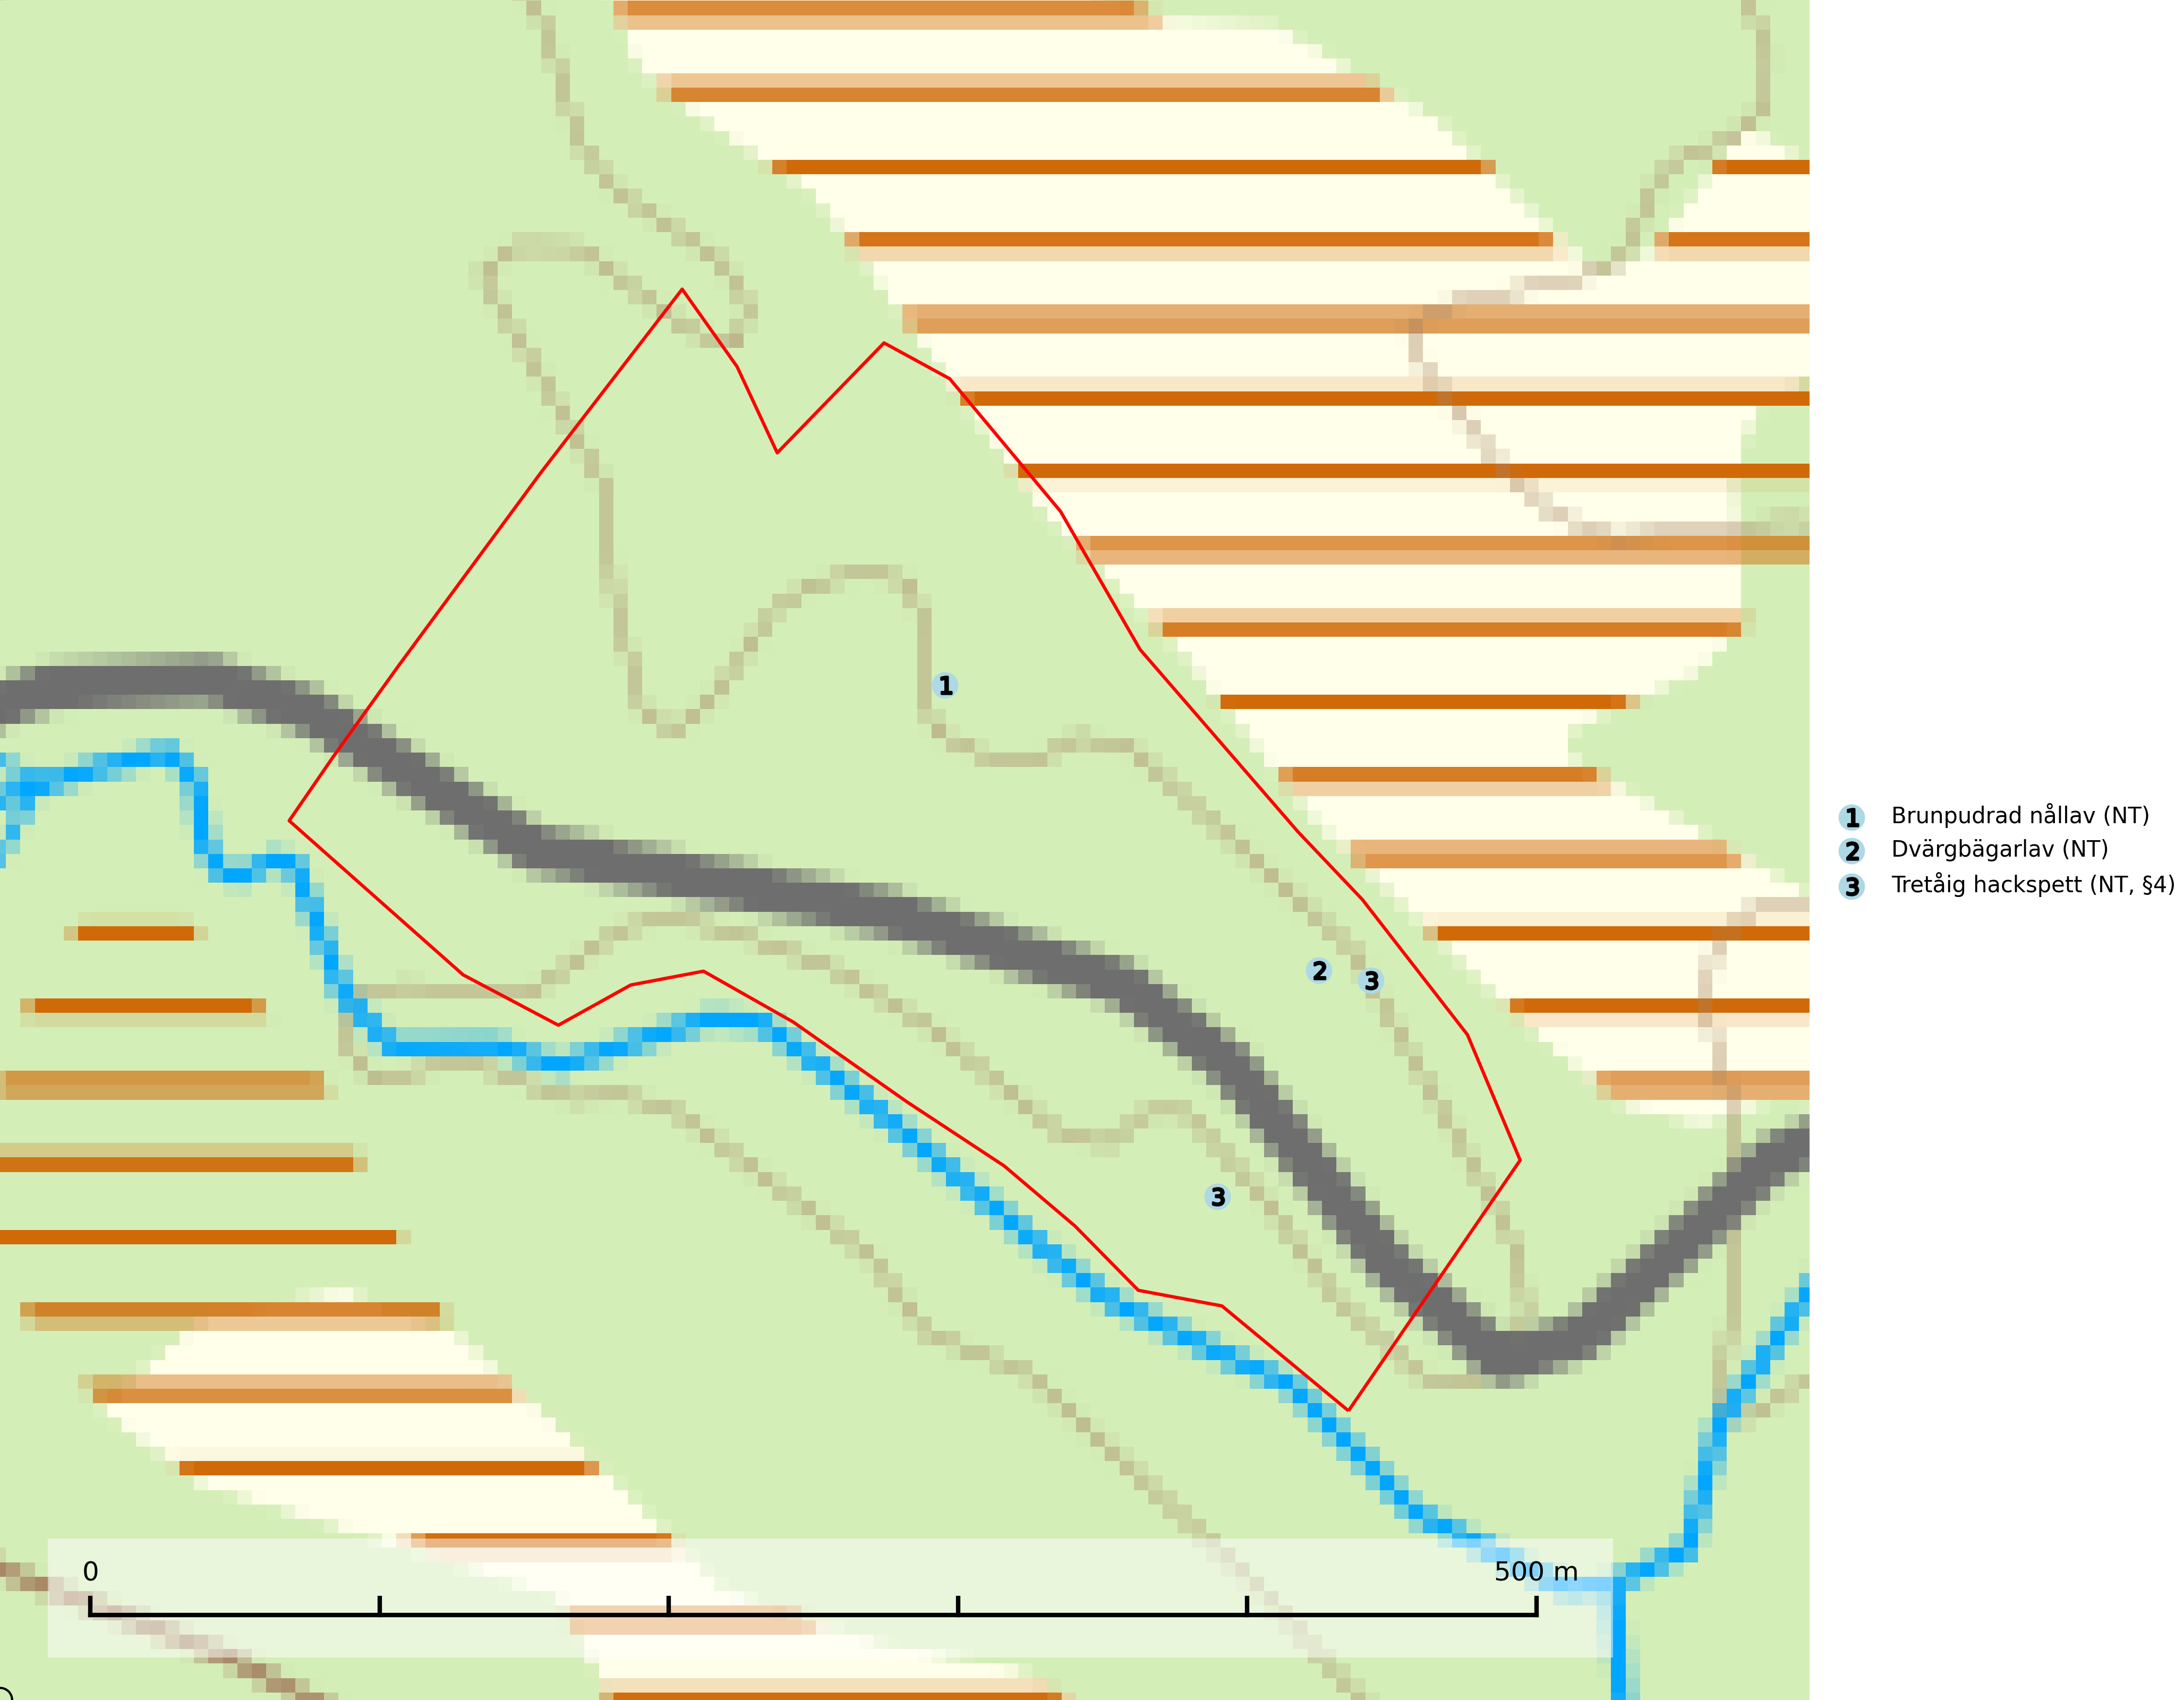 1
2
3
3
1 Brunpudrad nållav (NT)
2 Dvärgbägarlav (NT)
3 Tretåig hackspett (NT, §4)
0 500 m